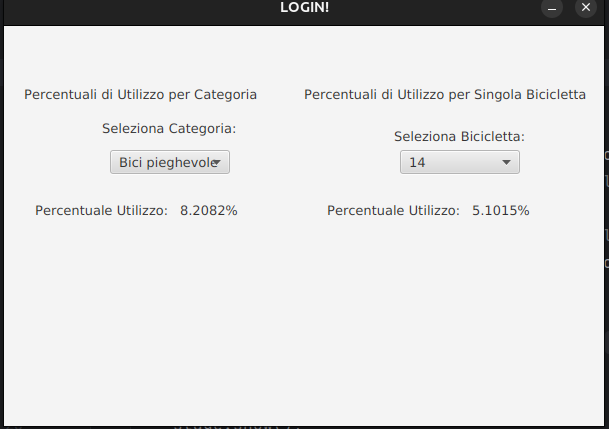 LOGIN!
Percentuali di Utilizzo per Categoria
Percentuali di Utilizzo per Singola Bicicletta
Seleziona Categoria:
Seleziona Bicicletta:
Bici pieghevole
14
Percentuale Utilizzo: 8.2082%
Percentuale Utilizzo: 5.1015%